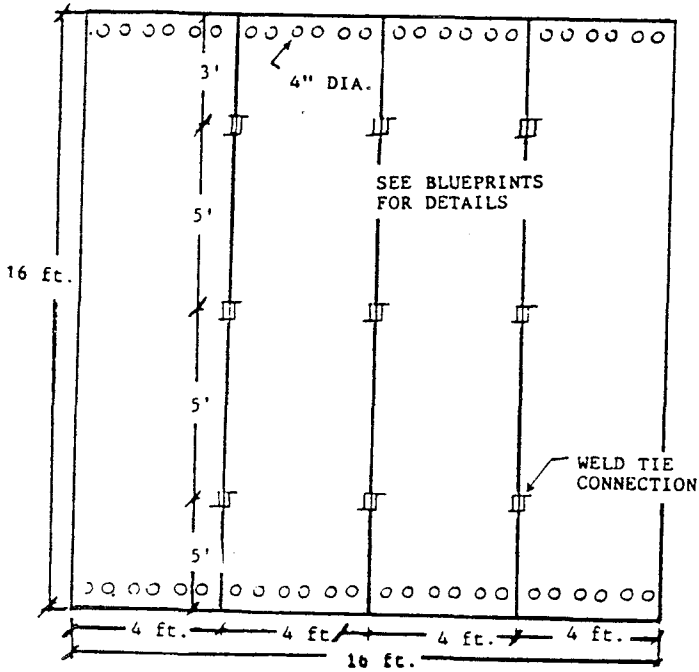 3'
4" DIA.
SEE BLUEPRINTS
FOR DETAILS
5'
16 ft.
5'
WELD TIE
CONNECTION
5'
4 ft.
4 ft
4 ft.
4 ft.
16 ft.